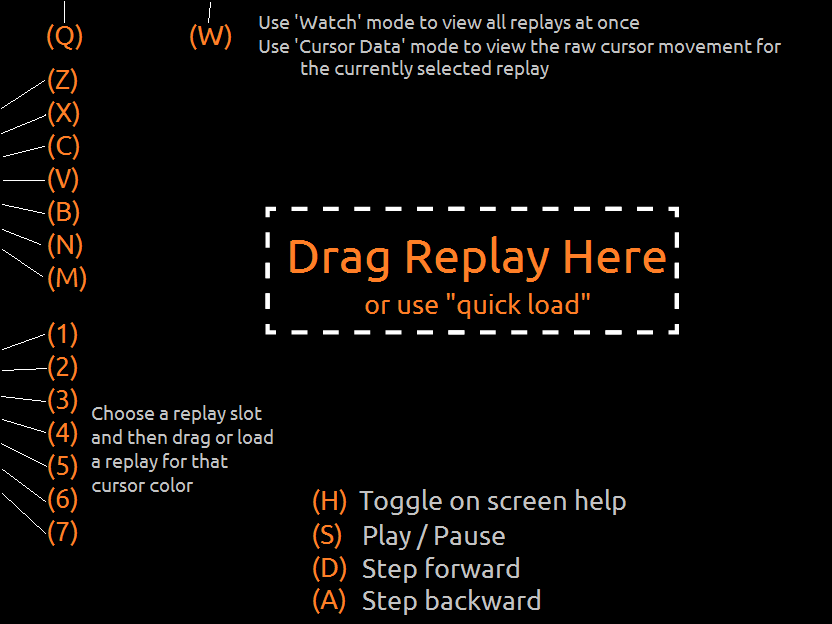 (Q)
(W)
Use 'Watch' mode to view all replays at once
Use 'Cursor Data' mode to view the raw cursor movement for
the currently selected replay
(Z)
(X)
(C)
(V)
(B)
(N)
(M)
Drag Replay Here
or use "quick load"
(1)
(2)
(3)
(4)
(5)
(6)
(7)
Choose a replay slot
and then drag or load
a replay for that
cursor color
(H) Toggle on screen help
(S) Play / Pause
(D) Step forward
(A) Step backward